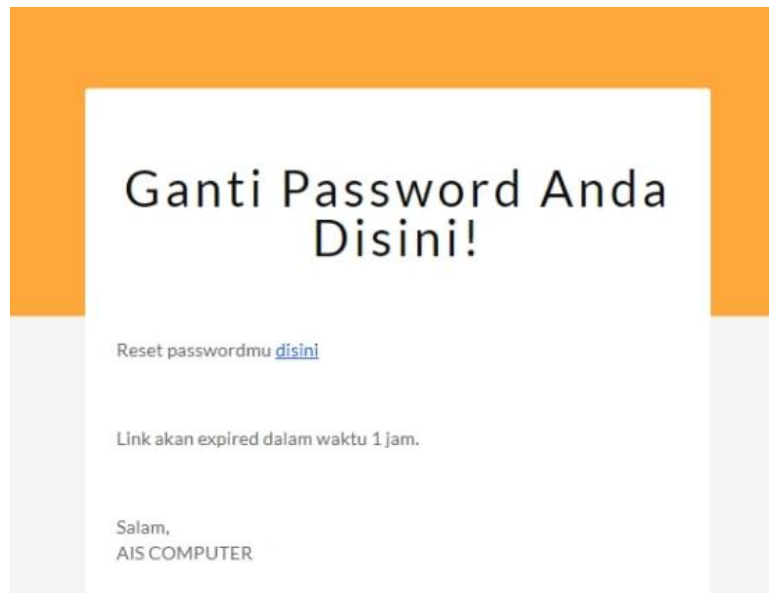 Ganti Password Anda
Disini!
Reset passwordmu disini
Link akan expired dalam waktu 1 jam.
Salam,
AIS COMPUTER